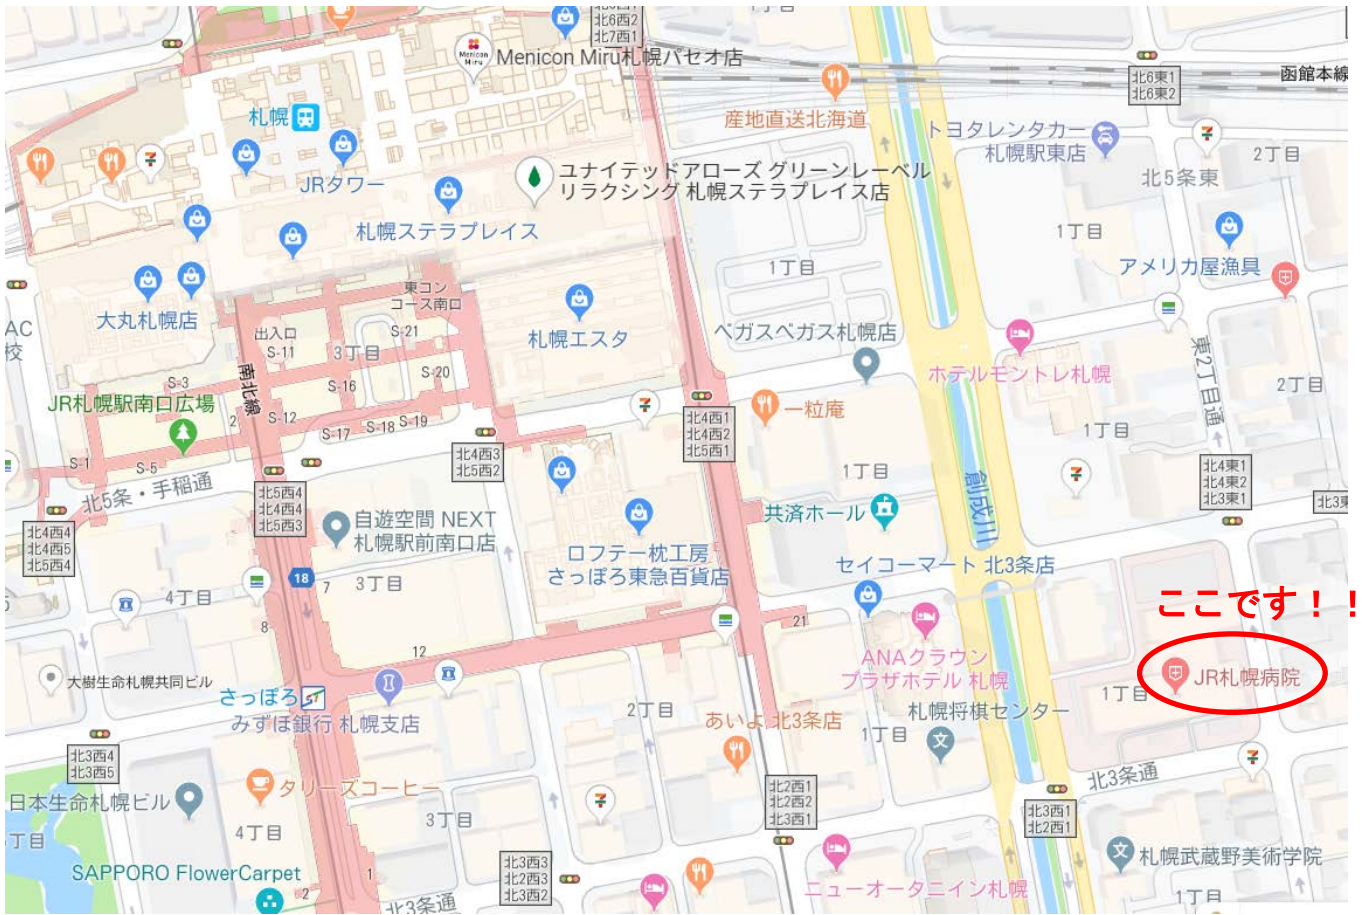 北6西2
北7西1
1丁目
Menicon Miru
Menicon Miru札幌パセオ店
北6東1
北6東2
函館本線
札幌
産地直送北海道
トヨタレンタカー
札幌駅東店
2丁目
JRタワー
ユナイテッドアローズ グリーンレーベル
リラクシング 札幌ステラプレイス店
北5条東
札幌ステラプレイス
1丁目
1丁目
アメリカ屋漁具
東コン
コース南口
大丸札幌店
出入口
S-11
S-21
札幌エスタ
ベガスベガス札幌店
AC
校
3丁目
南北線
S-3
S-16
S-20
ホテルモントレ札幌
東2丁目通
2丁目
JR札幌駅南口広場
2
S-12
S-17
S-18
S-19
北4西1
北4西2
北5西1
一粒庵
1丁目
北4西3
北5西2
S-1
S-5
北5条・手稲通
1丁目
創成川
北4東1
北4東2
北3東1
北3東
北5西4
北4西4
北5西3
自遊空間 NEXT
札幌駅前南口店
共済ホール
北4西4
北4西5
北5西4
ロフテー枕工房
さっぽろ東急百貨店
セイコーマート 北3条店
18
7
3丁目
4丁目
ここです！！
8
21
12
ANAクラウン
プラザホテル 札幌
JR札幌病院
1丁目
大樹生命札幌共同ビル
さっぽろ
みずほ銀行 札幌支店
2丁目
あいよ 北3条店
札幌将棋センター
1丁目
北3西4
北3西5
北3条通
日本生命札幌ビル
タリーズコーヒー
北2西1
北2西2
北3西1
北3西1
北2西1
丁目
4丁目
3丁目
札幌武蔵野美術学院
SAPPORO FlowerCarpet
北3西3
北2西3
北3西2
ニューオータニイン札幌
1
2
北3条通
1丁目